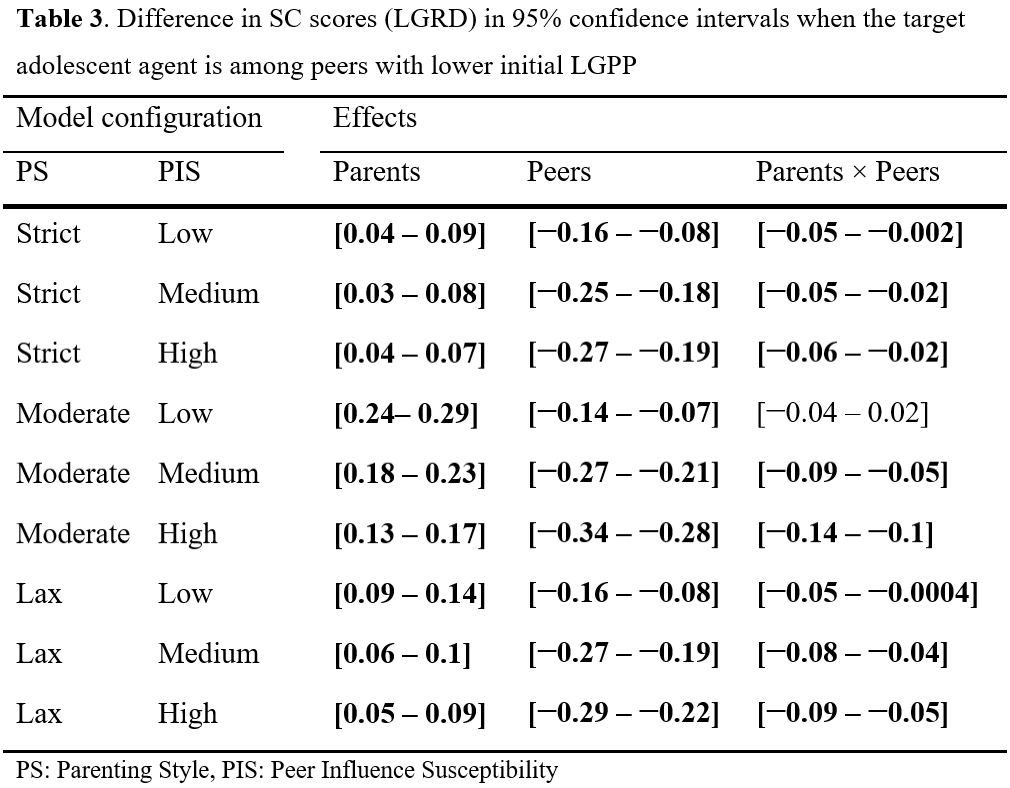 Table 3. Difference in SC scores (LGRD) in 95% confidence intervals when the target
adolescent agent is among peers with lower initial LGPP
Model configuration Effects
PS PIS Parents Peers Parents × Peers
Strict Low [0.04 – 0.09] [−0.16 – −0.08] [−0.05 – −0.002]
Strict Medium [0.03 – 0.08] [−0.25 – −0.18] [−0.05 – −0.02]
Strict High [0.04 – 0.07] [−0.27 – −0.19] [−0.06 – −0.02]
Moderate Low [0.24– 0.29] [−0.14 – −0.07] [−0.04 – 0.02]
Moderate Medium [0.18 – 0.23] [−0.27 – −0.21] [−0.09 – −0.05]
Moderate High [0.13 – 0.17] [−0.34 – −0.28] [−0.14 – −0.1]
Lax Low [0.09 – 0.14] [−0.16 – −0.08] [−0.05 – −0.0004]
Lax Medium [0.06 – 0.1] [−0.27 – −0.19] [−0.08 – −0.04]
Lax High [0.05 – 0.09] [−0.29 – −0.22] [−0.09 – −0.05]
PS: Parenting Style, PIS: Peer Influence Susceptibility